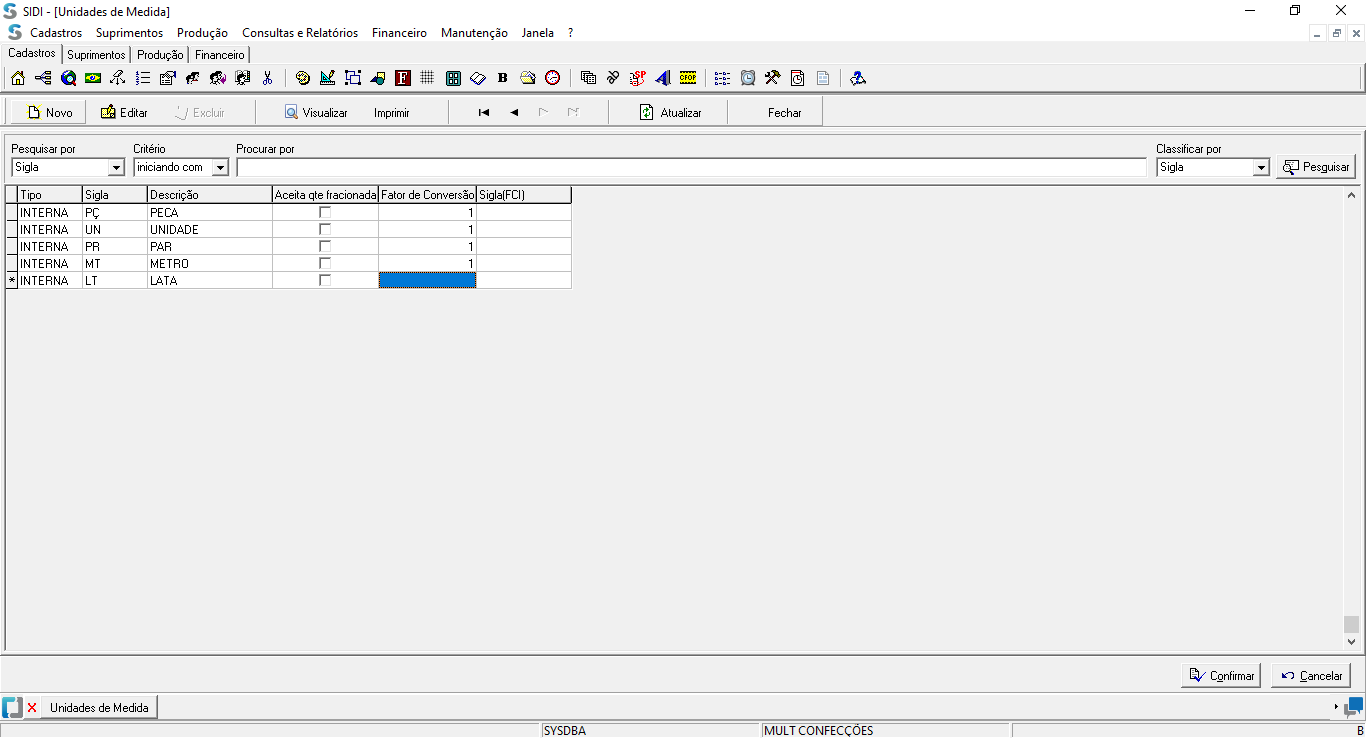 SIDI - [Unidades de Medida]
Cadastros Suprimentos Produção Consultas e Relatórios Financeiro Manutenção Janela ?
Cadastros Suprimentos Produção Financeiro
F B SP CFOP
Novo Editar Excluir Visualizar Imprimir Atualizar Fechar
Pesquisar por Critério Procurar por Classificar por
Sigla iniciando com Sigla Pesquisar
Tipo Sigla Descrição Aceita qte fracionada Fator de Conversão Sigla(FCI)
INTERNA PÇ PECA 1
INTERNA UN UNIDADE 1
INTERNA PR PAR 1
INTERNA MT METRO 1
* INTERNA LT LATA
Confirmar Cancelar
Unidades de Medida
SYSDBA MULT CONFECÇÕES B